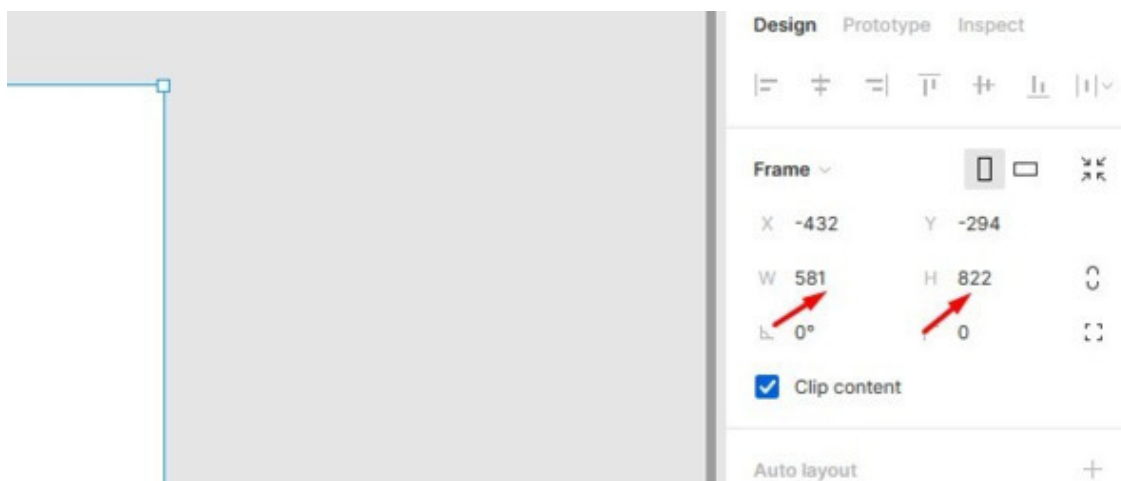 Design Prototype Inspect
Frame
X -432 Y -294
W 581 H 822
0° 0
Clip content
Auto layout